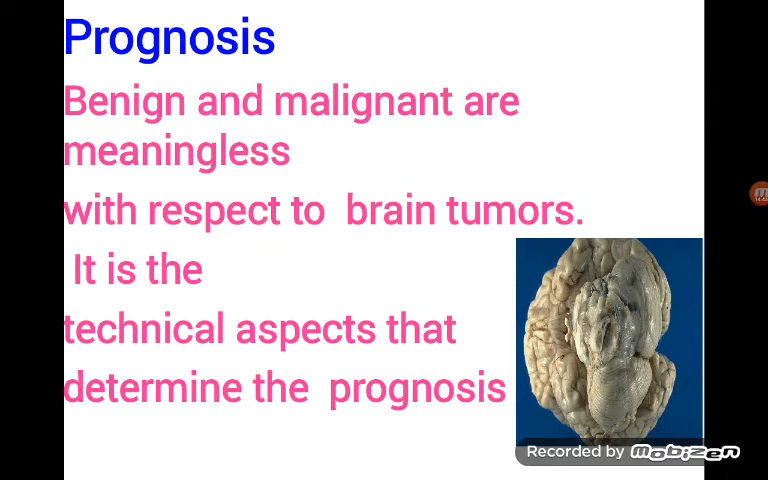 Prognosis
Benign and malignant are
meaningless
with respect to brain tumors.
It is the
technical aspects that
determine the prognosis
Recorded by mobizen